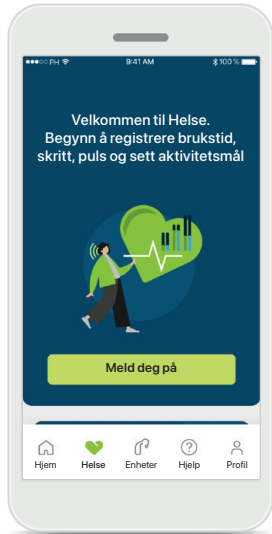 PH 9:41 AM 100%
Velkommen til Helse.
Begynn å registrere brukstid,
skritt, puls og sett aktivitetsmål
Meld deg på
Hjem Helse Enheter Hjelp Profil